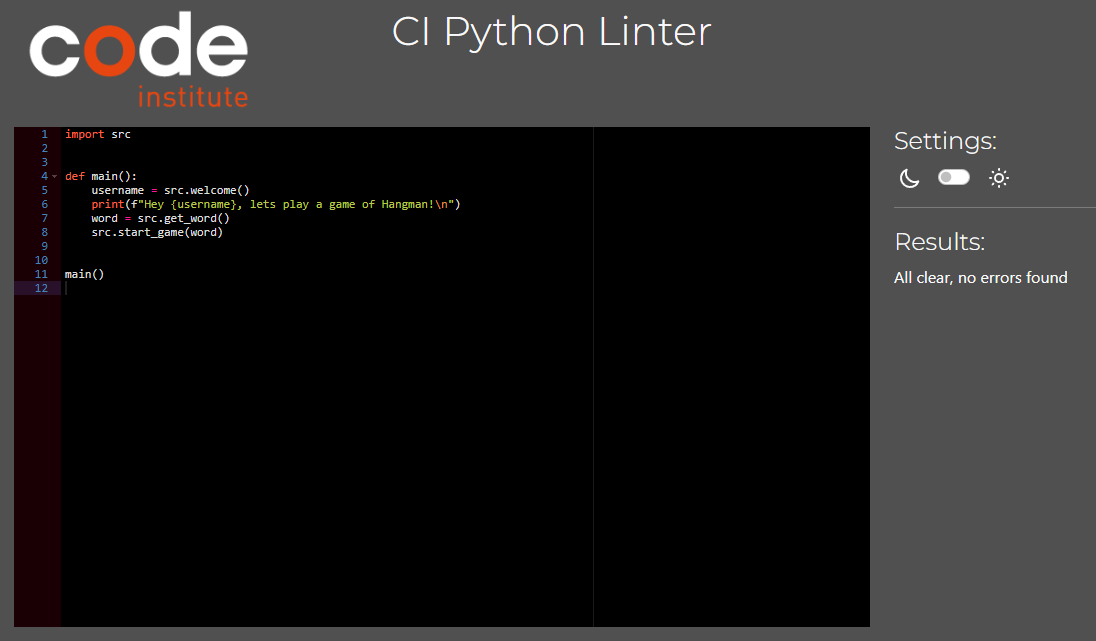 code
institute
CI Python Linter
1 import src
2
3
4 def main():
5     username = src.welcome()
6     print(f"Hey {username}, lets play a game of Hangman!\n")
7     word = src.get_word()
8     src.start_game(word)
9
10
11 main()
12
Settings:
Results:
All clear, no errors found